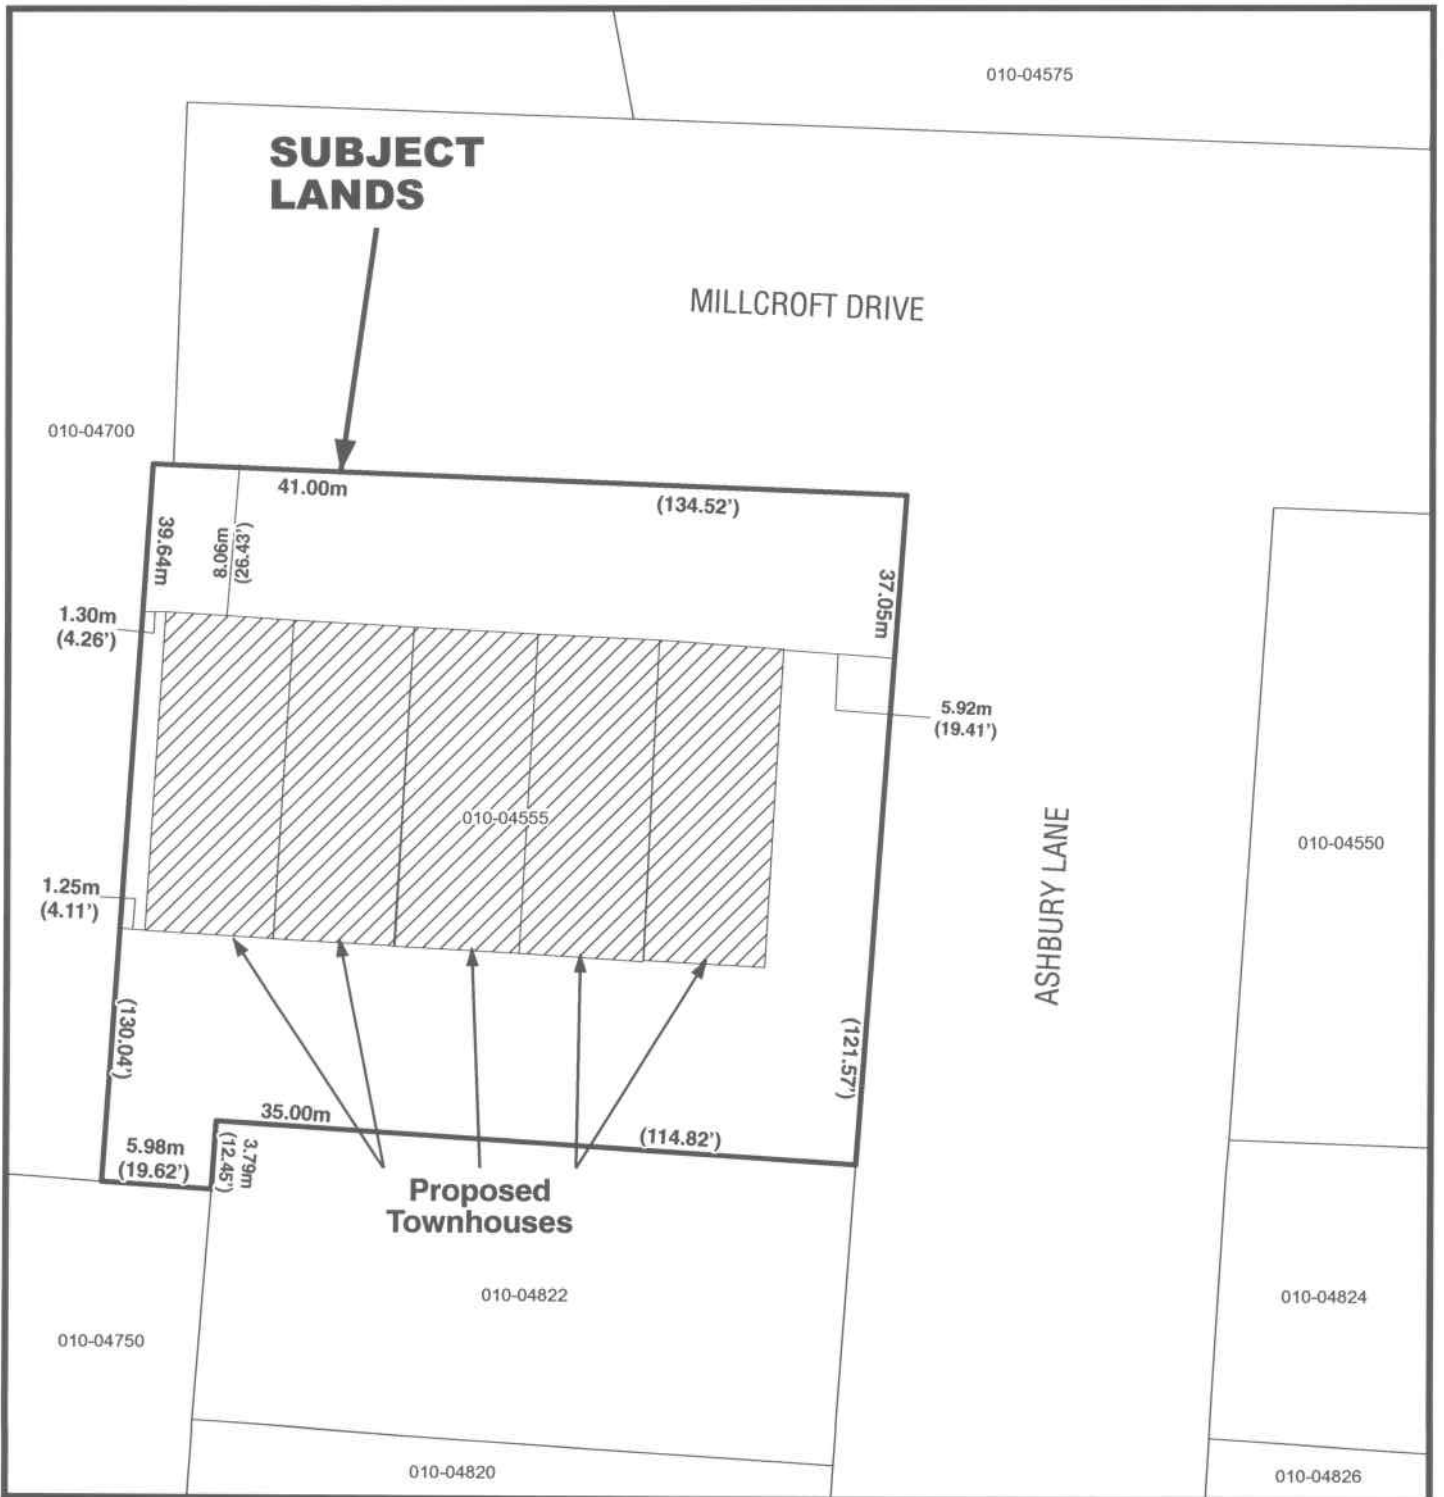 010-04575
SUBJECT
LANDS
MILLCROFT DRIVE
010-04700
41.00m
(134.52')
39.64m
8.06m
(26.43')
37.05m
1.30m
(4.26')
5.92m
(19.41')
010-04555
010-04550
ASHBURY LANE
1.25m
(4.11')
(130.04')
(121.57')
35.00m
(114.82')
5.98m
(19.62')
3.79m
(12.45')
Proposed
Townhouses
010-04822
010-04824
010-04750
010-04820
010-04826